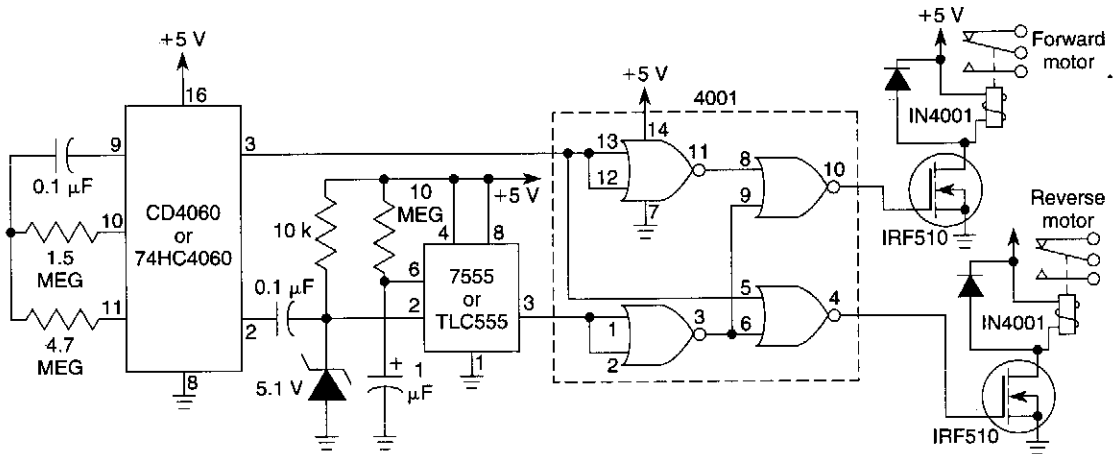 +5 V
16
9
0.1 µF
3
10
1.5
MEG
CD4060
or
74HC4060
11
4.7
MEG
2
8
0.1 µF
10 k
10
MEG
+5 V
4
8
6
2
7555
or
TLC555
3
1
5.1 V
+
1
µF
+5 V
4001
14
13
12
11
7
8
9
10
5
6
4
1
2
3
+5 V
Forward
motor
IN4001
IRF510
Reverse
motor
IN4001
IRF510